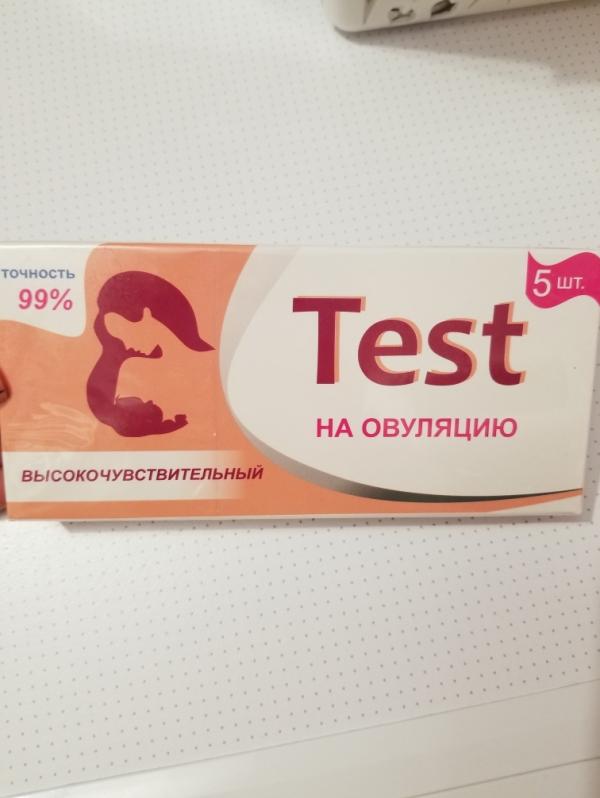 точность
99%
5 шт.
Test
НА ОВУЛЯЦИЮ
ВЫСОКОЧУВСТВИТЕЛЬНЫЙ